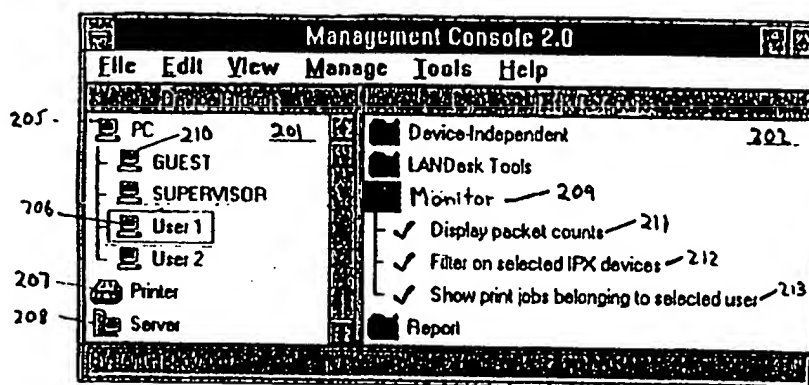 Management Console 2.0
File Edit View Manage Tools Help
205 PC 210 201
GUEST
SUPERVISOR
206 User 1
User 2
207 Printer
208 Server
Device-Independent 202
LANDesk Tools
Monitor 209
Display packet counts 211
Filter on selected IPX devices 212
Show print jobs belonging to selected user 213
Report